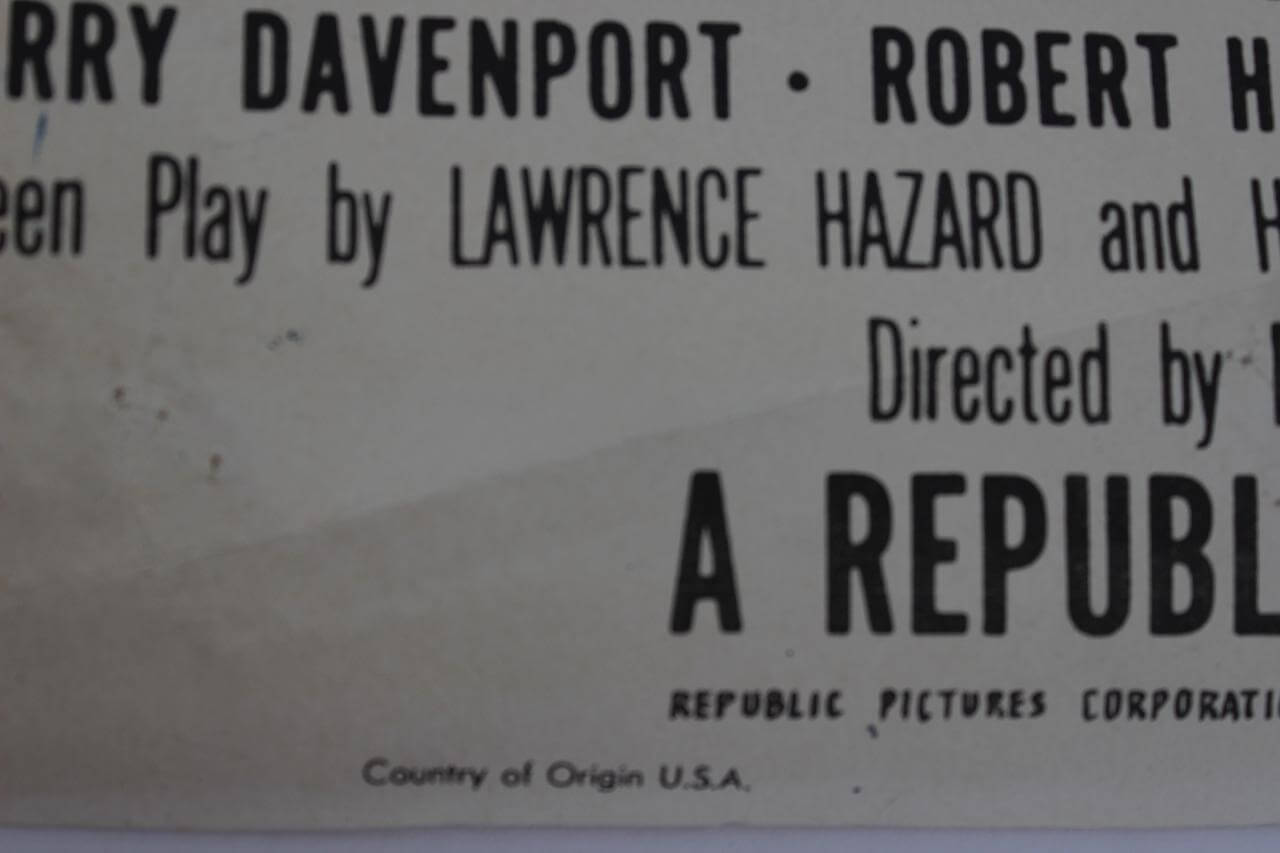 RRY DAVENPORT • ROBERT H
een Play by LAWRENCE HAZARD and H
Directed by
A REPUBL
REPUBLIC PICTURES CORPORATI
Country of Origin U.S.A.